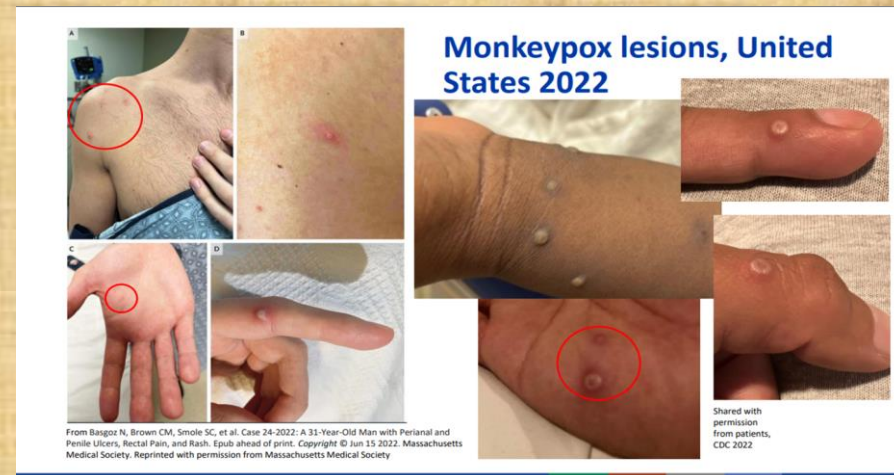 Monkeypox lesions, United
States 2022
A
B
C
D
From Basgoz N, Brown CM, Smole SC, et al. Case 24-2022: A 31-Year-Old Man with Perianal and
Penile Ulcers, Rectal Pain, and Rash. Epub ahead of print. Copyright © Jun 15 2022. Massachusetts
Medical Society. Reprinted with permission from Massachusetts Medical Society
Shared with
permission
from patients,
CDC 2022